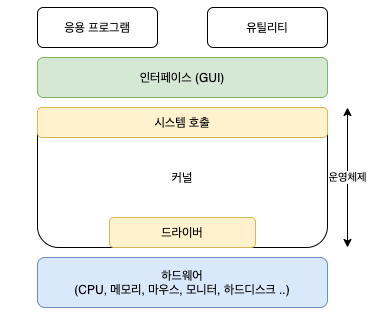 응용 프로그램
유틸리티
인터페이스 (GUI)
시스템 호출
커널
운영체제
드라이버
하드웨어
(CPU, 메모리, 마우스, 모니터, 하드디스크 ..)